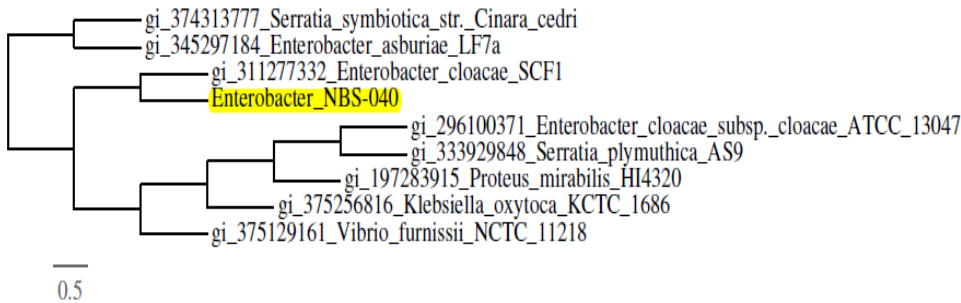 gi_374313777_Serratia_symbiotica_str._Cinara_cedri
gi_345297184_Enterobacter_asburiae_LF7a
gi_311277332_Enterobacter_cloacae_SCF1
Enterobacter_NBS-040
gi_296100371_Enterobacter_cloacae_subsp._cloacae_ATCC_13047
gi_333929848_Serratia_plymuthica_AS9
gi_197283915_Proteus_mirabilis_HI4320
gi_375256816_Klebsiella_oxytoca_KCTC_1686
gi_375129161_Vibrio_furnissii_NCTC_11218
0.5